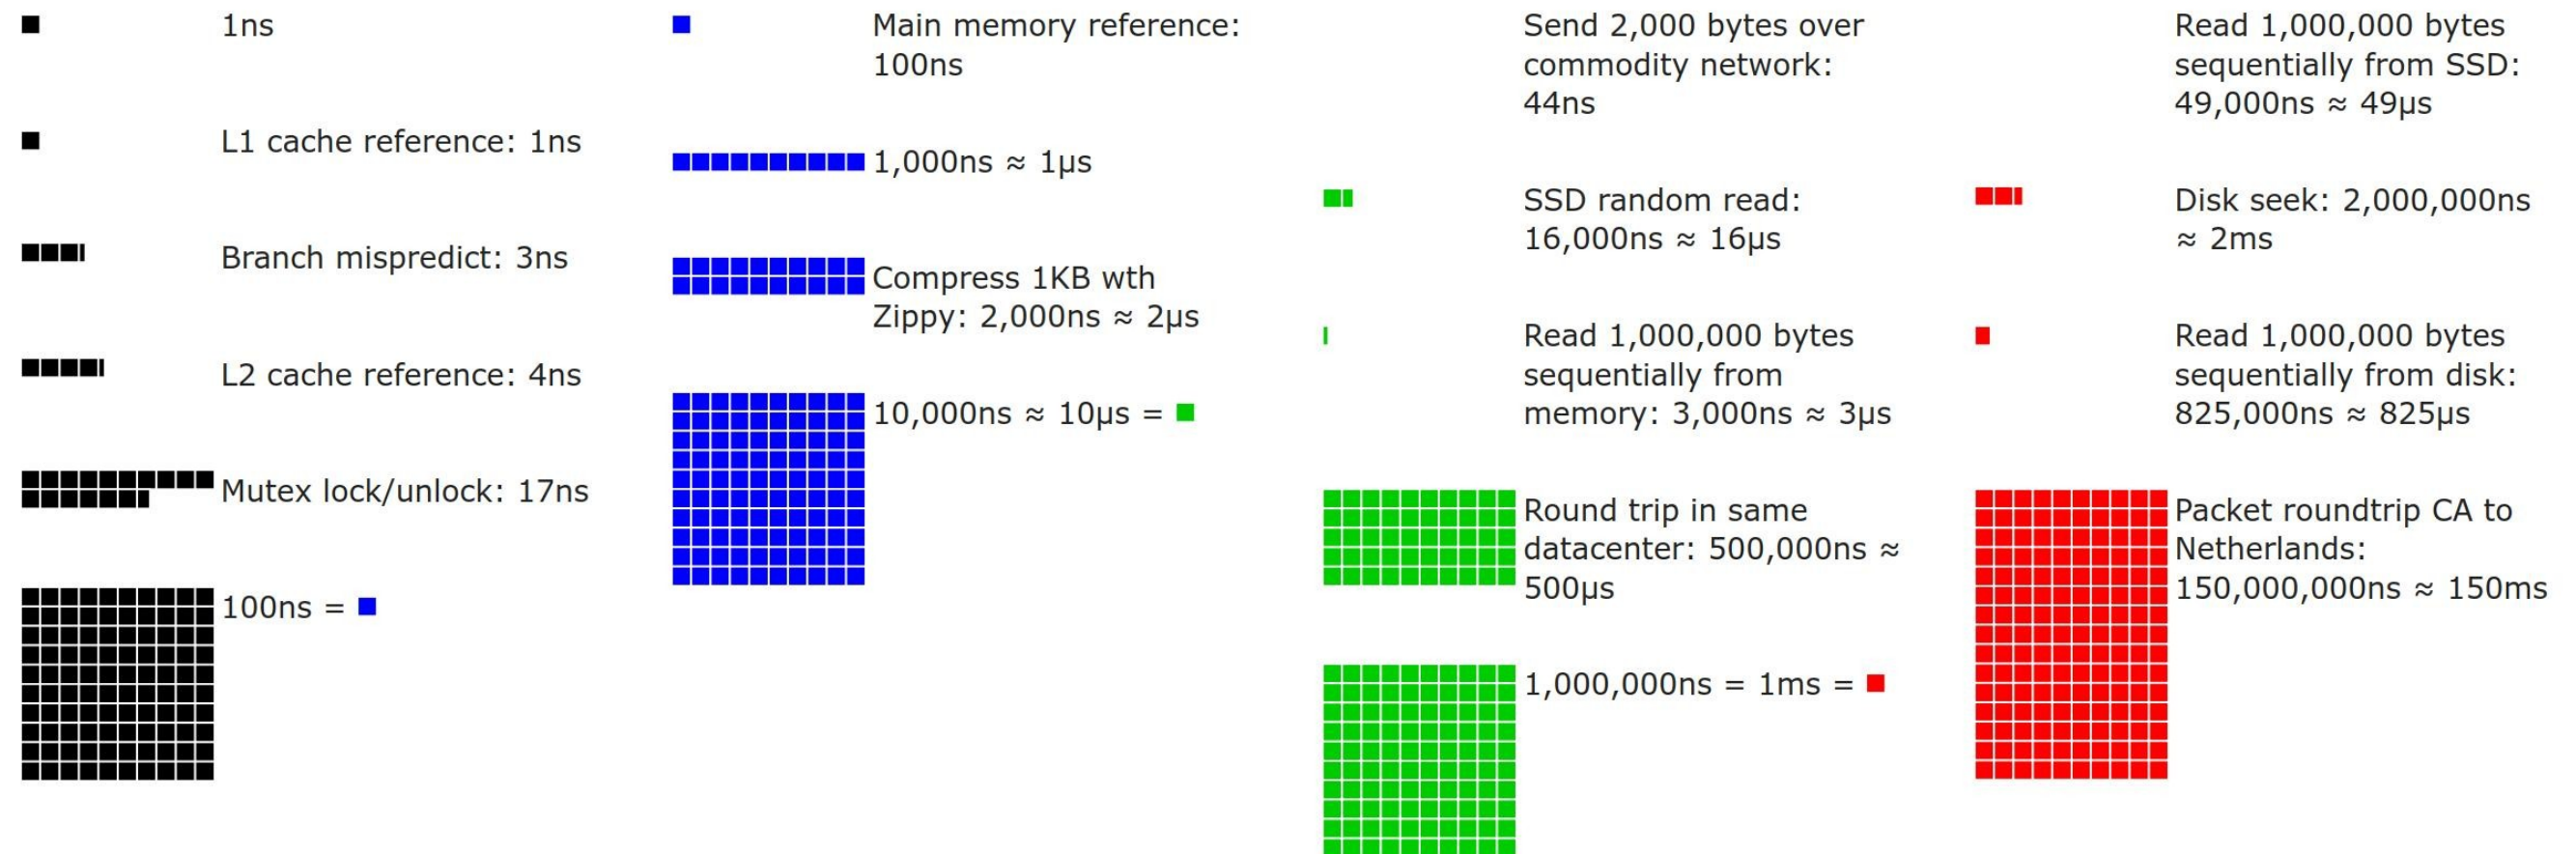 1ns
L1 cache reference: 1ns
Branch mispredict: 3ns
L2 cache reference: 4ns
Mutex lock/unlock: 17ns
100ns =
Main memory reference:
100ns
1,000ns ≈ 1μs
Compress 1KB wth
Zippy: 2,000ns ≈ 2μs
10,000ns ≈ 10μs =
Send 2,000 bytes over
commodity network:
44ns
SSD random read:
16,000ns ≈ 16μs
Read 1,000,000 bytes
sequentially from
memory: 3,000ns ≈ 3μs
Round trip in same
datacenter: 500,000ns ≈
500μs
1,000,000ns = 1ms =
Read 1,000,000 bytes
sequentially from SSD:
49,000ns ≈ 49μs
Disk seek: 2,000,000ns
≈ 2ms
Read 1,000,000 bytes
sequentially from disk:
825,000ns ≈ 825μs
Packet roundtrip CA to
Netherlands:
150,000,000ns ≈ 150ms